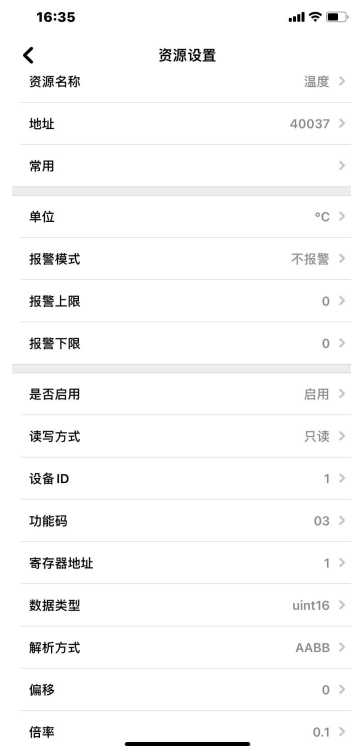 16:35
资源设置
资源名称 温度
地址 40037
常用
单位 °C
报警模式 不报警
报警上限 0
报警下限 0
是否启用 启用
读写方式 只读
设备ID 1
功能码 03
寄存器地址 1
数据类型 uint16
解析方式 AABB
偏移 0
倍率 0.1